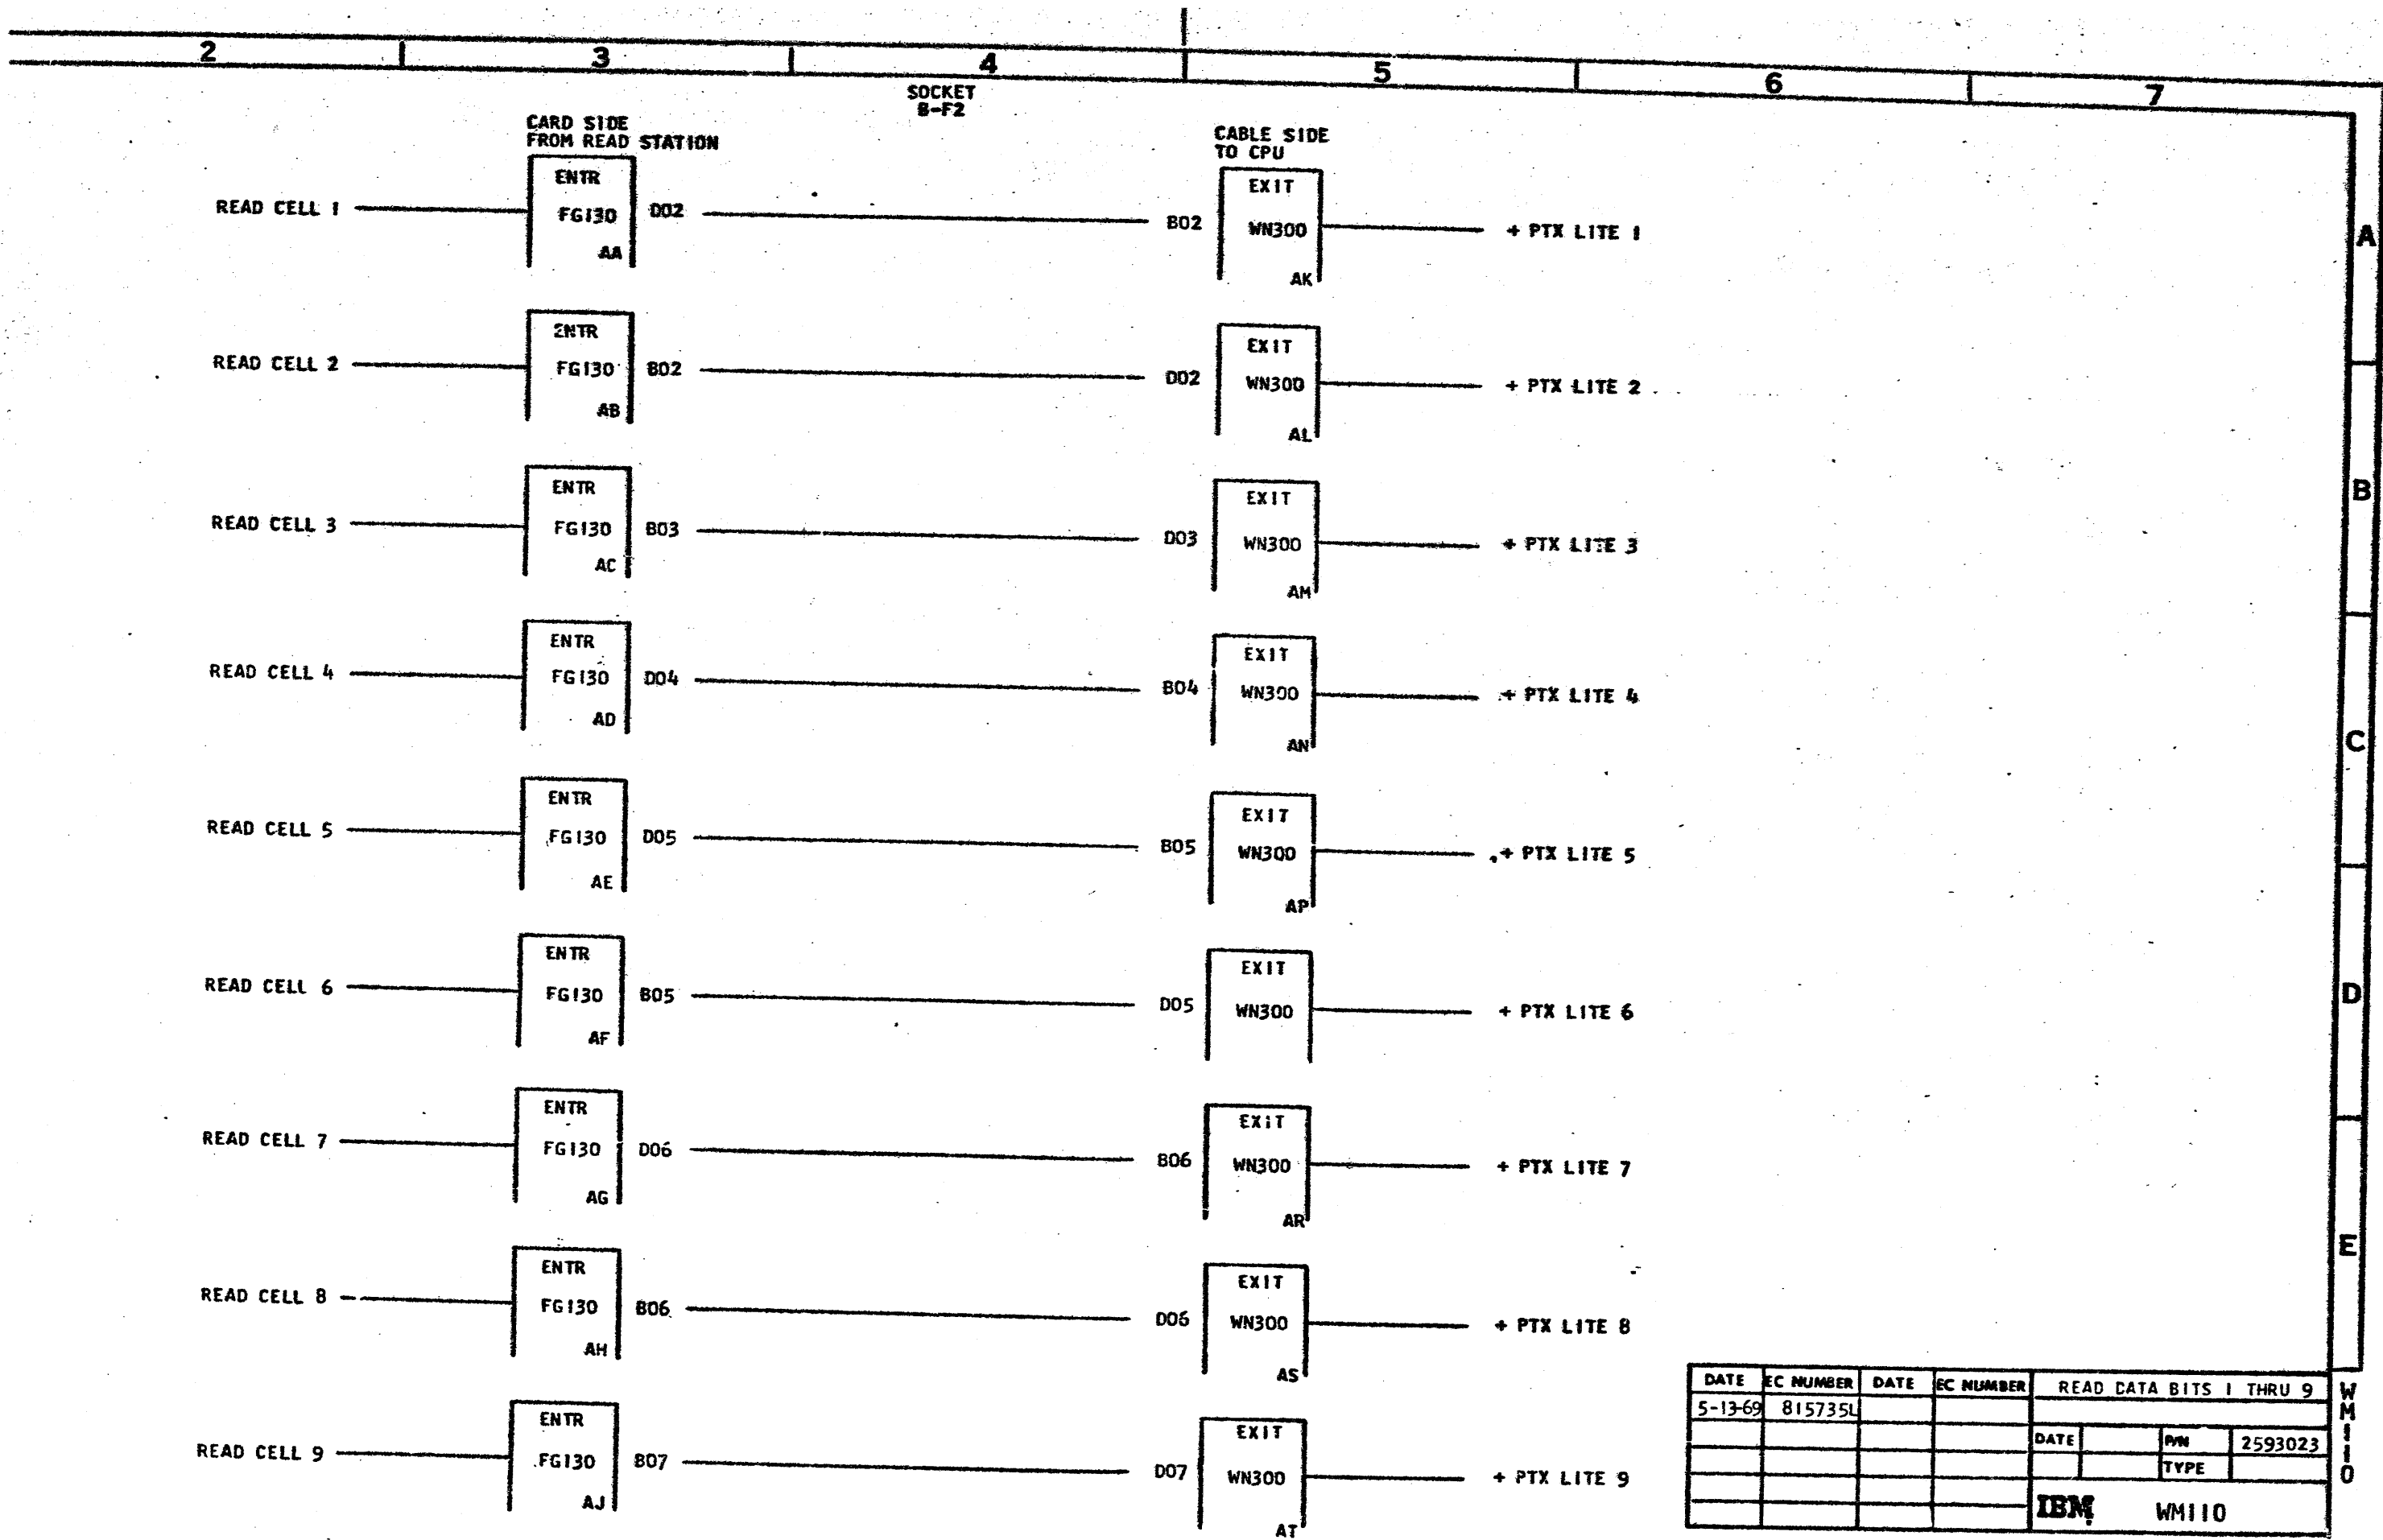 2 3 4 5 6 7
SOCKET
B-F2
CARD SIDE
FROM READ STATION
CABLE SIDE
TO CPU
READ CELL 1 ENTR FG130 AA D02 B02 EXIT WN300 AK + PTX LITE 1
A
READ CELL 2 ENTR FG130 AB B02 D02 EXIT WN300 AL + PTX LITE 2
B
READ CELL 3 ENTR FG130 AC B03 D03 EXIT WN300 AM + PTX LITE 3
READ CELL 4 ENTR FG130 AD D04 B04 EXIT WN300 AN + PTX LITE 4
C
READ CELL 5 ENTR FG130 AE D05 B05 EXIT WN300 AP + PTX LITE 5
READ CELL 6 ENTR FG130 AF B05 D05 EXIT WN300 + PTX LITE 6
D
READ CELL 7 ENTR FG130 AG D06 B06 EXIT WN300 AR + PTX LITE 7
E
READ CELL 8 ENTR FG130 AH B06 D06 EXIT WN300 AS + PTX LITE 8
READ CELL 9 ENTR FG130 AJ B07 D07 EXIT WN300 AT + PTX LITE 9
DATE EC NUMBER DATE EC NUMBER READ DATA BITS 1 THRU 9
5-13-69 815735L
DATE P/N 2593023
TYPE
IBM WM110
WM110